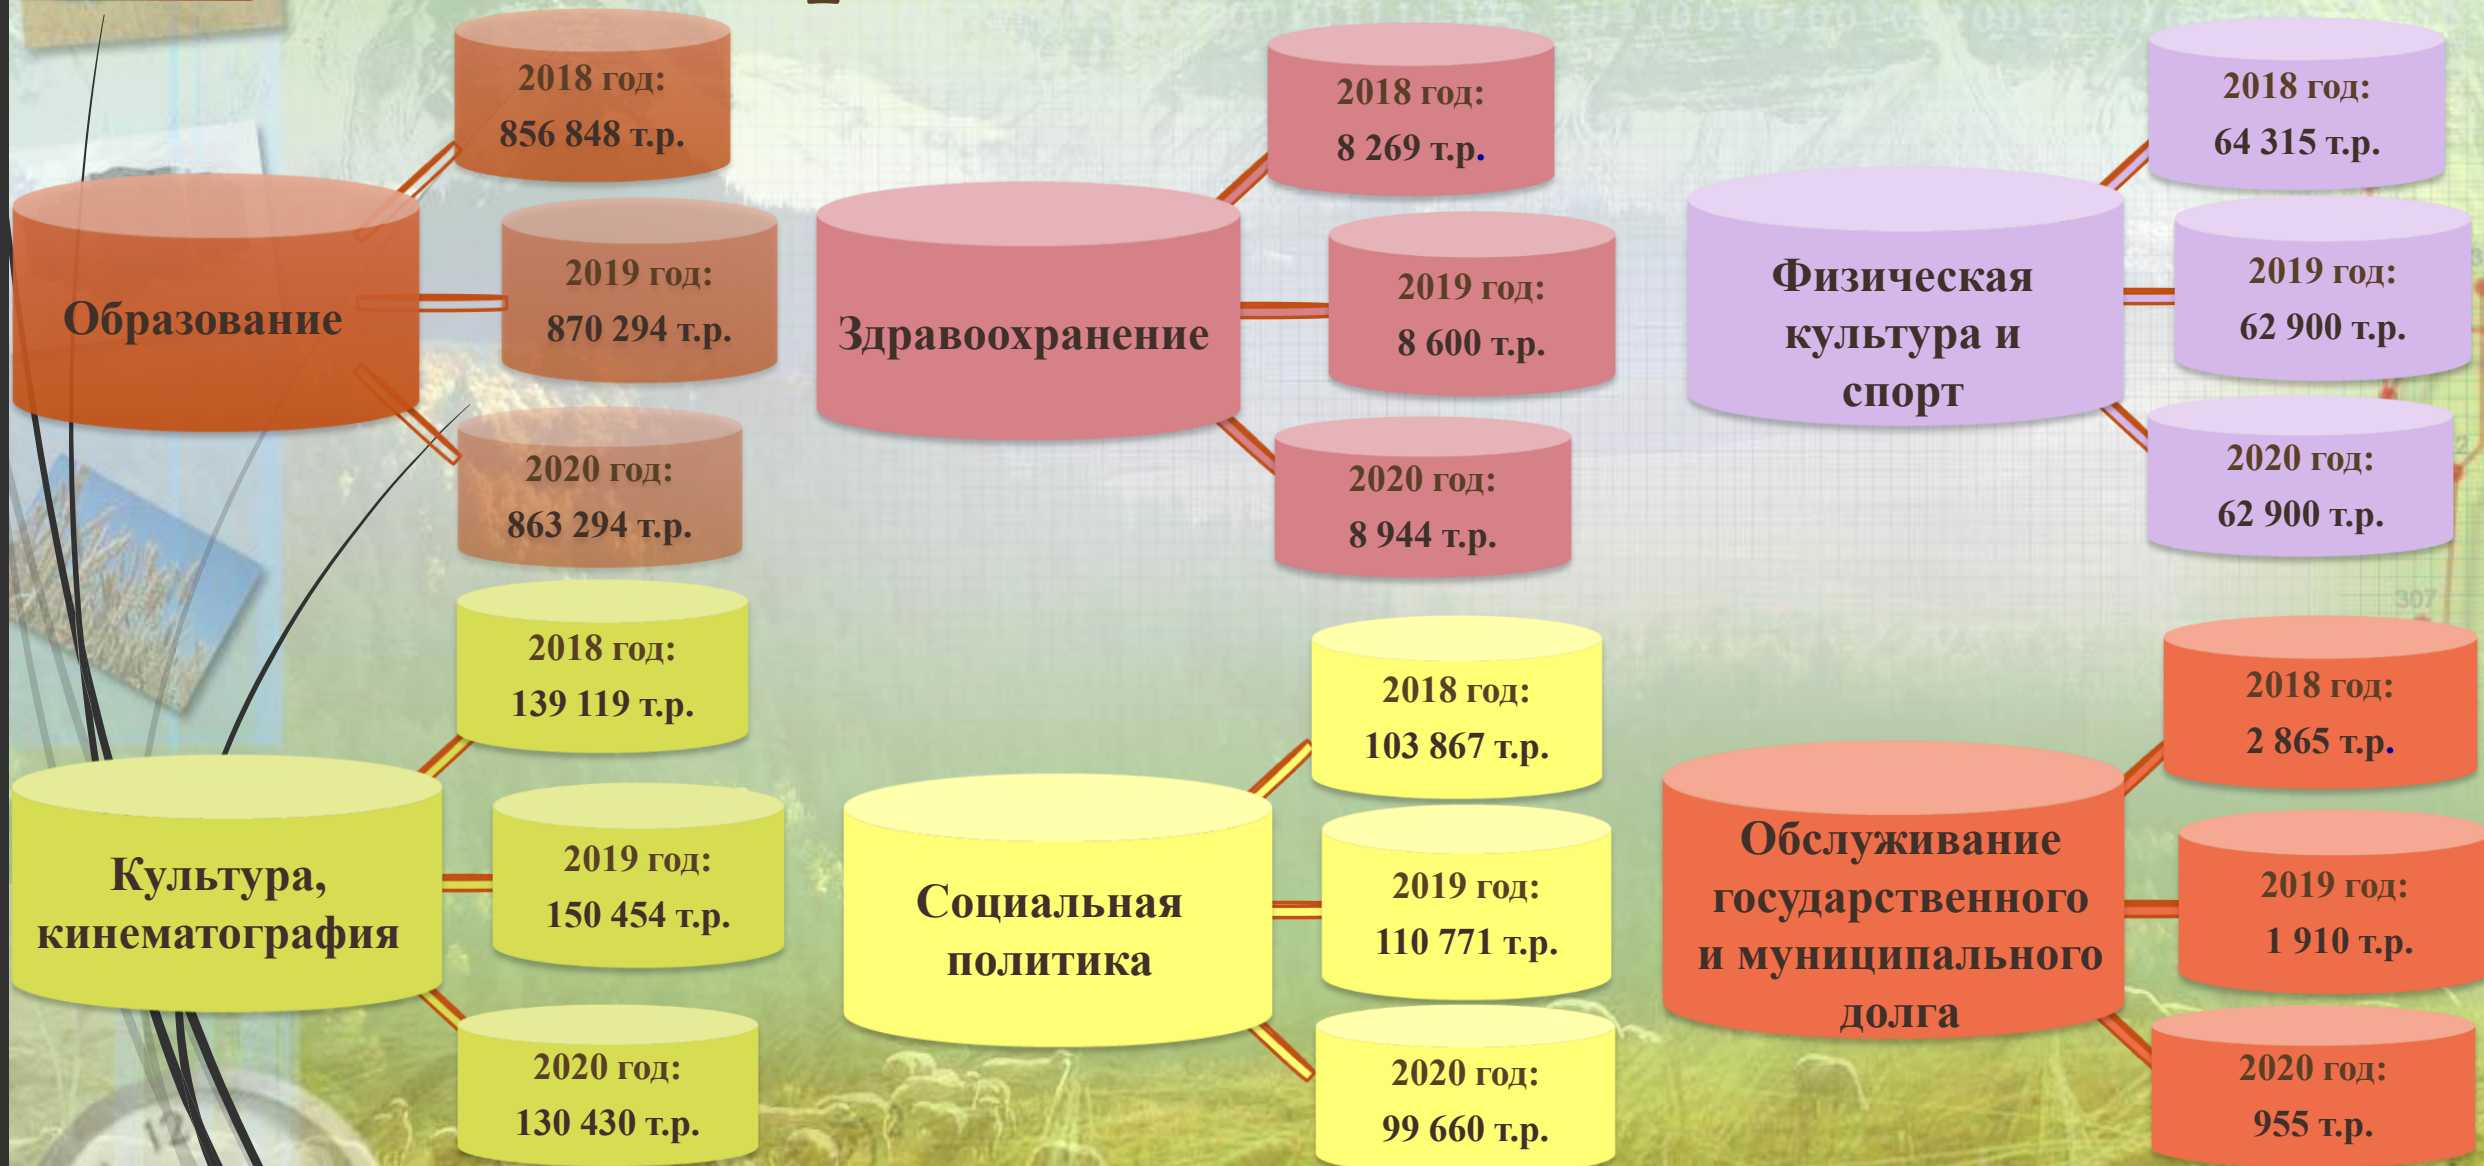 Образование
2018 год:
856 848 т.р.
2019 год:
870 294 т.р.
2020 год:
863 294 т.р.
Здравоохранение
2018 год:
8 269 т.р.
2019 год:
8 600 т.р.
2020 год:
8 944 т.р.
Физическая
культура и
спорт
2018 год:
64 315 т.р.
2019 год:
62 900 т.р.
2020 год:
62 900 т.р.
307
Культура,
кинематография
2018 год:
139 119 т.р.
2019 год:
150 454 т.р.
2020 год:
130 430 т.р.
Социальная
политика
2018 год:
103 867 т.р.
2019 год:
110 771 т.р.
2020 год:
99 660 т.р.
Обслуживание
государственного
и муниципального
долга
2018 год:
2 865 т.р.
2019 год:
1 910 т.р.
2020 год:
955 т.р.
12